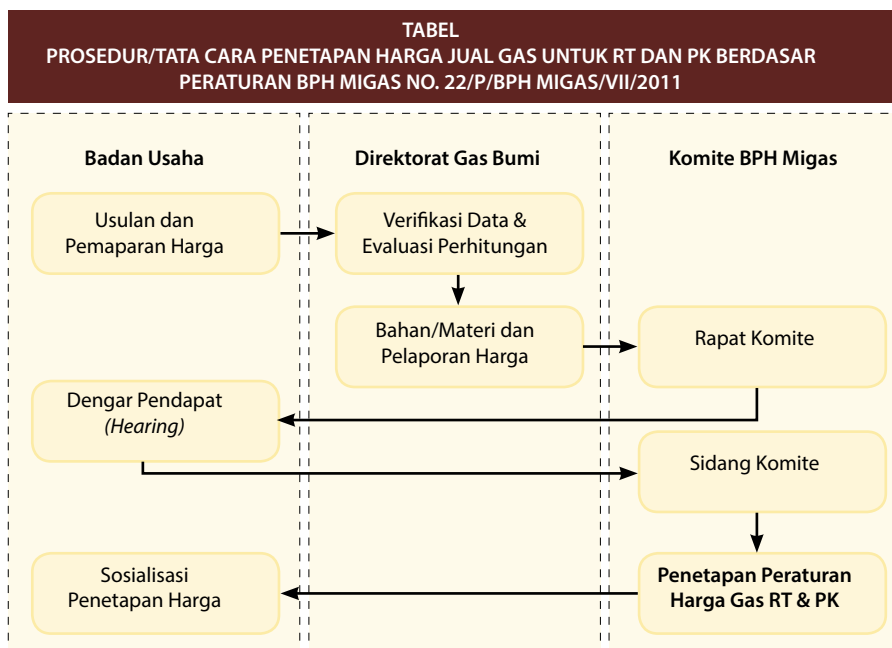 TABEL
PROSEDUR/TATA CARA PENETAPAN HARGA JUAL GAS UNTUK RT DAN PK BERDASAR
PERATURAN BPH MIGAS NO. 22/P/BPH MIGAS/VII/2011
Badan Usaha
Direktorat Gas Bumi
Komite BPH Migas
Usulan dan
Pemaparan Harga
Verifikasi Data &
Evaluasi Perhitungan
Bahan/Materi dan
Pelaporan Harga
Rapat Komite
Dengar Pendapat
(Hearing)
Sidang Komite
Penetapan Peraturan
Harga Gas RT & PK
Sosialisasi
Penetapan Harga